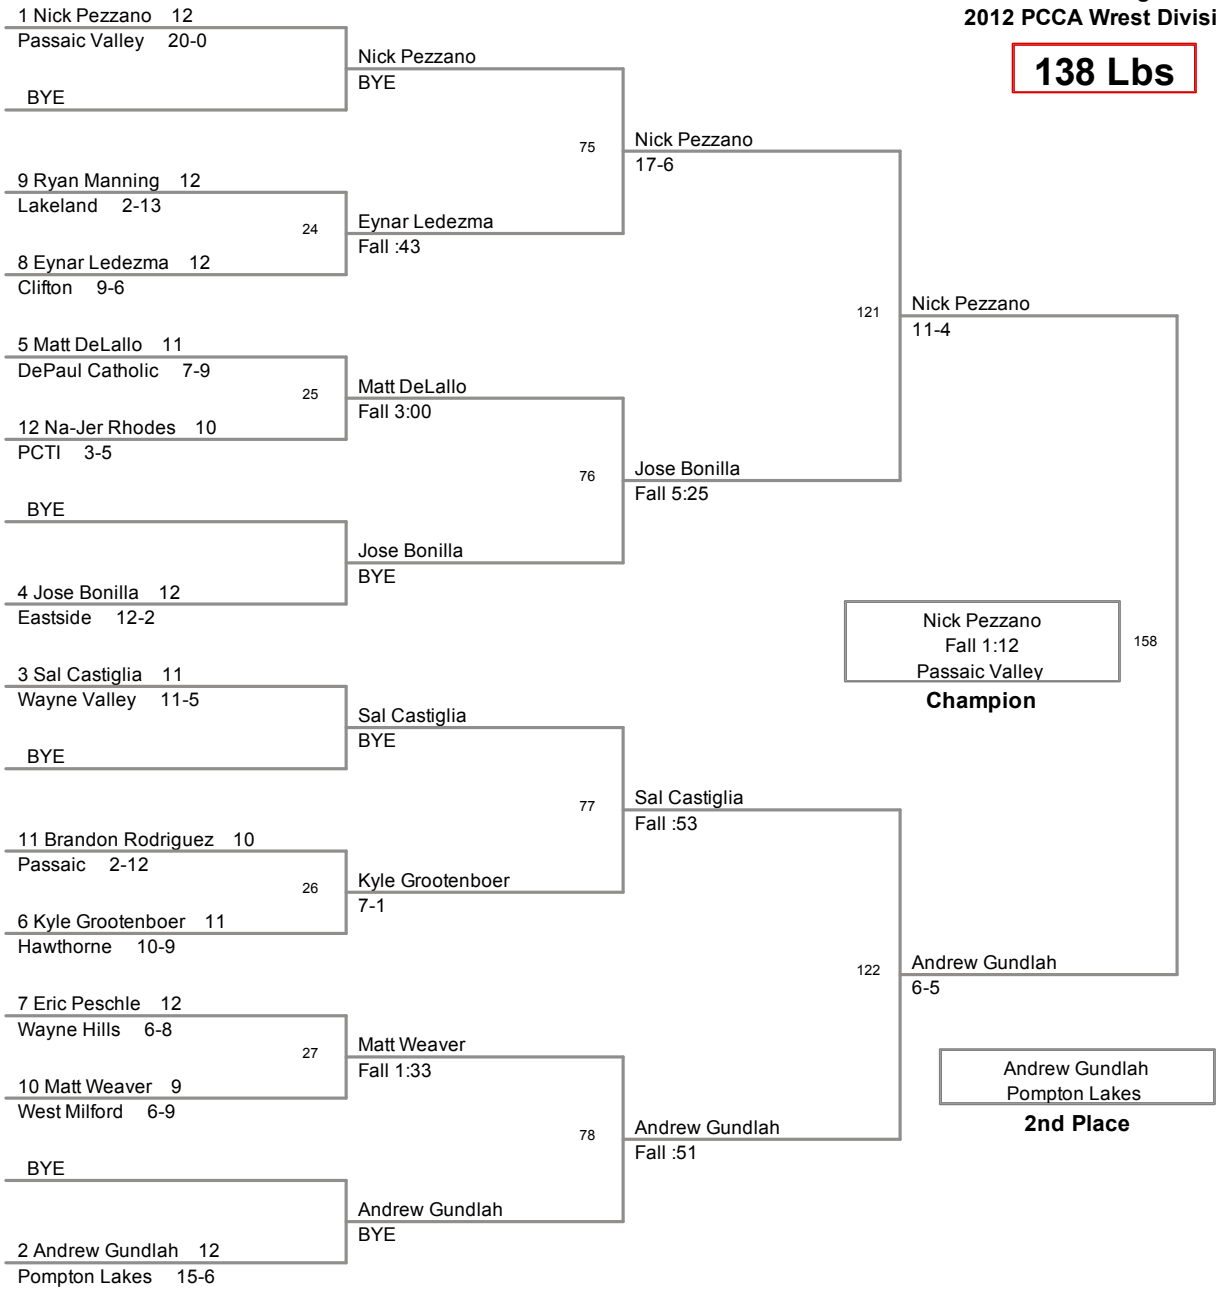 2012 PCCA Wrest Divisi
138 Lbs
1 Nick Pezzano 12
Passaic Valley 20-0
BYE
9 Ryan Manning 12
Lakeland 2-13
24
8 Eynar Ledezma 12
Clifton 9-6
5 Matt DeLallo 11
DePaul Catholic 7-9
25
12 Na-Jer Rhodes 10
PCTI 3-5
BYE
4 Jose Bonilla 12
Eastside 12-2
3 Sal Castiglia 11
Wayne Valley 11-5
BYE
11 Brandon Rodriguez 10
Passaic 2-12
26
6 Kyle Grootenboer 11
Hawthorne 10-9
7 Eric Peschle 12
Wayne Hills 6-8
27
10 Matt Weaver 9
West Milford 6-9
BYE
2 Andrew Gundlah 12
Pompton Lakes 15-6
Nick Pezzano
BYE
75
Eynar Ledezma
Fall :43
Matt DeLallo
Fall 3:00
76
Jose Bonilla
BYE
Sal Castiglia
BYE
77
Kyle Grootenboer
7-1
Matt Weaver
Fall 1:33
78
Andrew Gundlah
BYE
Nick Pezzano
17-6
121
Jose Bonilla
Fall 5:25
Sal Castiglia
Fall :53
122
Andrew Gundlah
Fall :51
Nick Pezzano
11-4
158
Andrew Gundlah
6-5
Nick Pezzano
Fall 1:12
Passaic Valley
Champion
Andrew Gundlah
Pompton Lakes
2nd Place